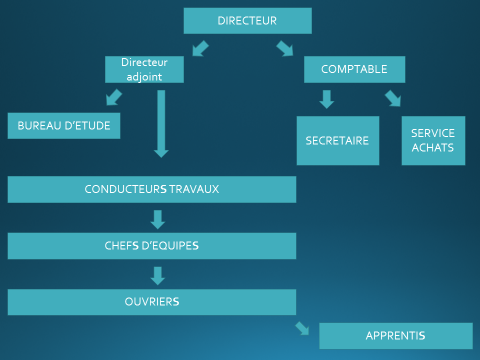 DIRECTEUR
Directeur
adjoint
COMPTABLE
BUREAU D'ETUDE
SECRETAIRE
SERVICE
ACHATS
CONDUCTEURS TRAVAUX
CHEFS D'EQUIPES
OUVRIERS
APPRENTIS